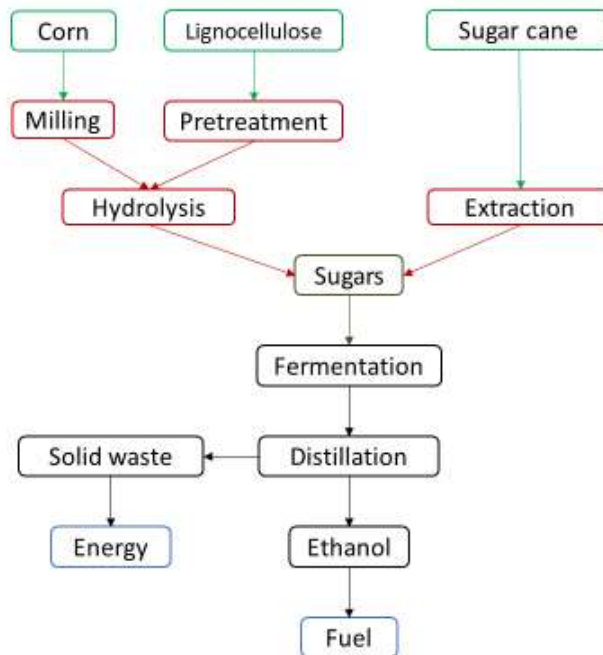 Corn
Lignocellulose
Sugar cane
Milling
Pretreatment
Hydrolysis
Extraction
Sugars
Fermentation
Solid waste
Distillation
Energy
Ethanol
Fuel